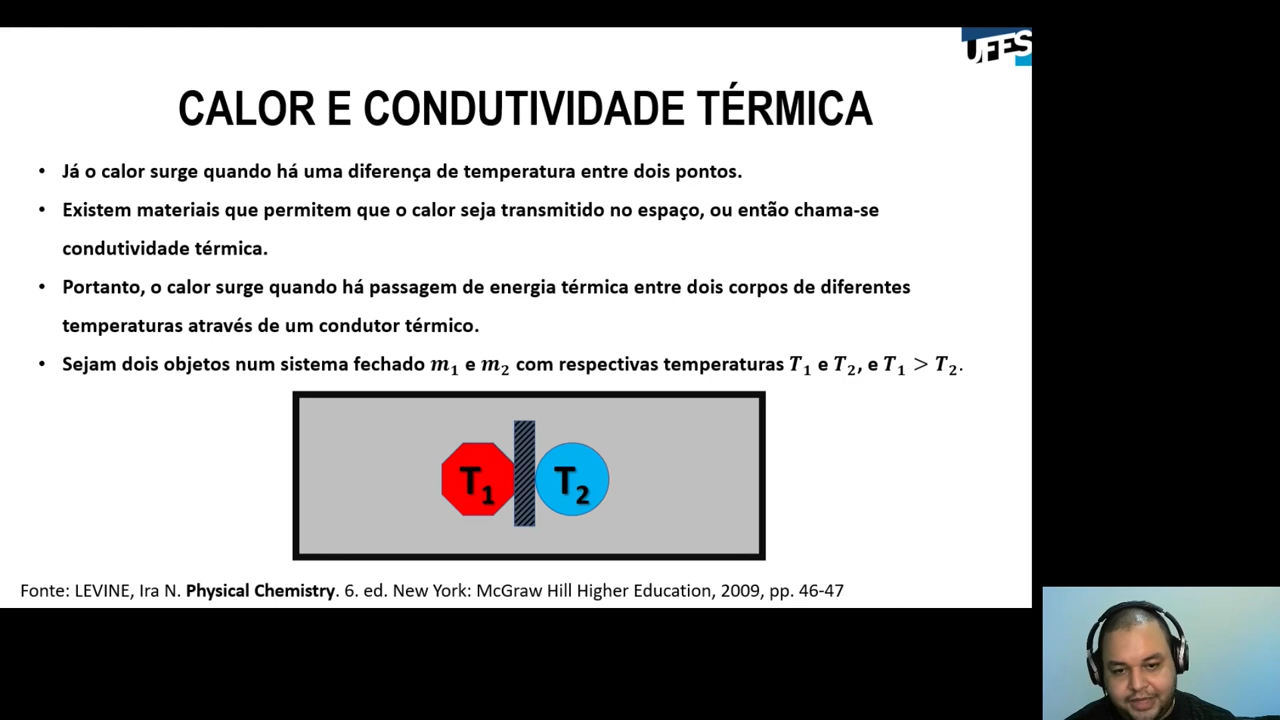 UFES
CALOR E CONDUTIVIDADE TÉRMICA
• Já o calor surge quando há uma diferença de temperatura entre dois pontos.
• Existem materiais que permitem que o calor seja transmitido no espaço, ou então chama-se
condutividade térmica.
• Portanto, o calor surge quando há passagem de energia térmica entre dois corpos de diferentes
temperaturas através de um condutor térmico.
• Sejam dois objetos num sistema fechado m₁ e m₂ com respectivas temperaturas T₁ e T₂, e T₁ > T₂.
T₁ T₂
Fonte: LEVINE, Ira N. Physical Chemistry. 6. ed. New York: McGraw Hill Higher Education, 2009, pp. 46-47